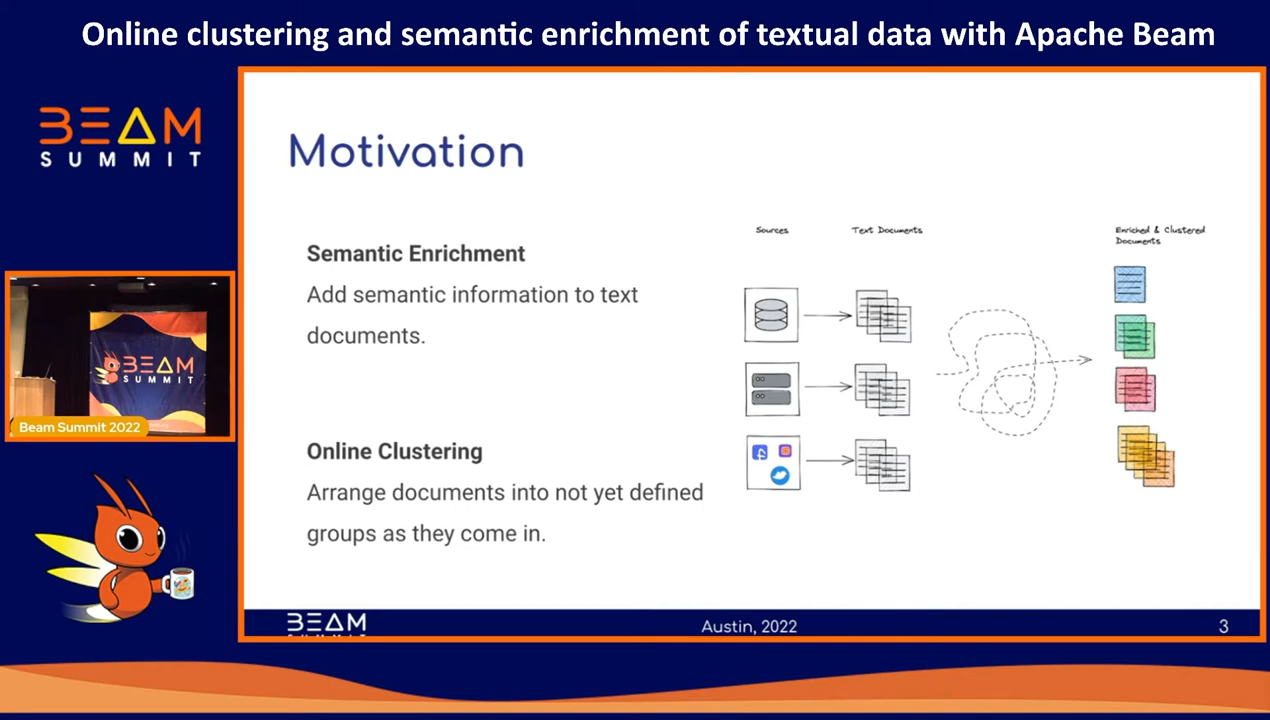 Online clustering and semantic enrichment of textual data with Apache Beam
BEAM
SUMMIT
Motivation
Semantic Enrichment
Add semantic information to text
documents.
Online Clustering
Arrange documents into not yet defined
groups as they come in.
Sources
Text Documents
Enriched & Clustered
Documents
BEAM
SUMMIT
Beam Summit 2022
BEAM
SUMMIT
Austin, 2022
3